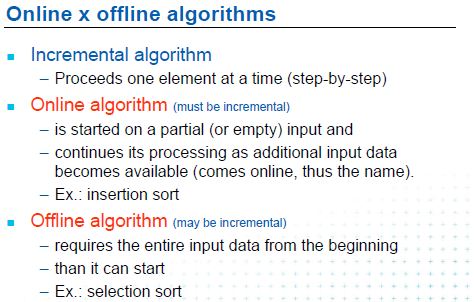 Online x offline algorithms
Incremental algorithm
– Proceeds one element at a time (step-by-step)
Online algorithm (must be incremental)
– is started on a partial (or empty) input and
– continues its processing as additional input data
becomes available (comes online, thus the name).
– Ex.: insertion sort
Offline algorithm (may be incremental)
– requires the entire input data from the beginning
– than it can start
– Ex.: selection sort